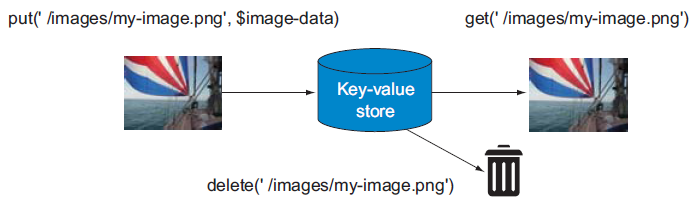 put(' /images/my-image.png', $image-data)
get(' /images/my-image.png')
Key-value
store
delete(' /images/my-image.png')